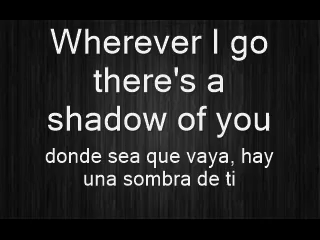 Wherever I go
there's a
shadow of you
donde sea que vaya, hay
una sombra de ti